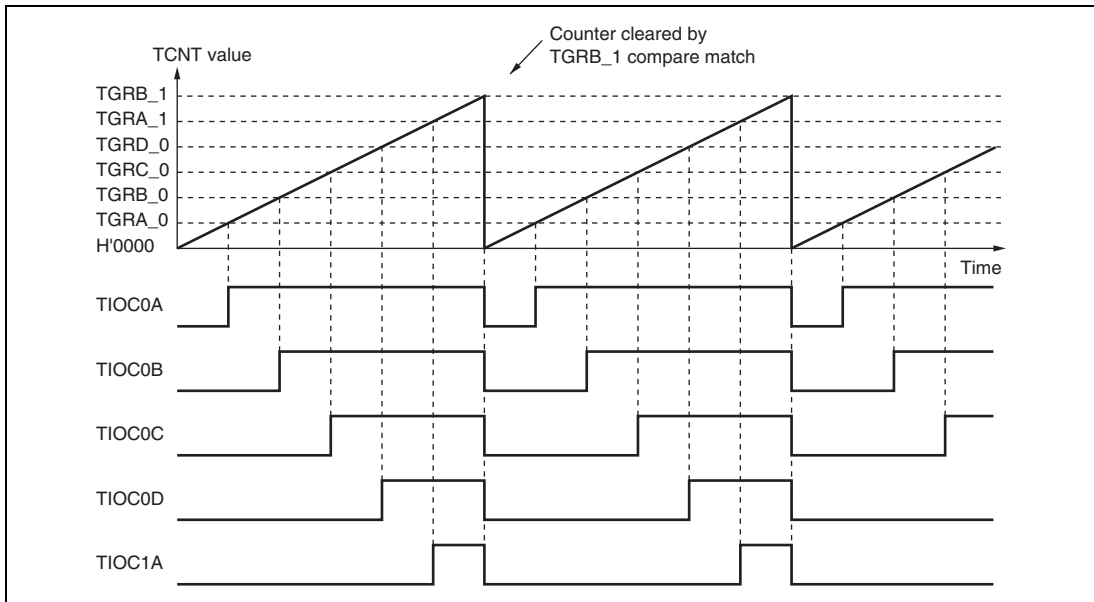 Counter cleared by
TGRB_1 compare match
TCNT value
TGRB_1
TGRA_1
TGRD_0
TGRC_0
TGRB_0
TGRA_0
H'0000
Time
TIOC0A
TIOC0B
TIOC0C
TIOC0D
TIOC1A